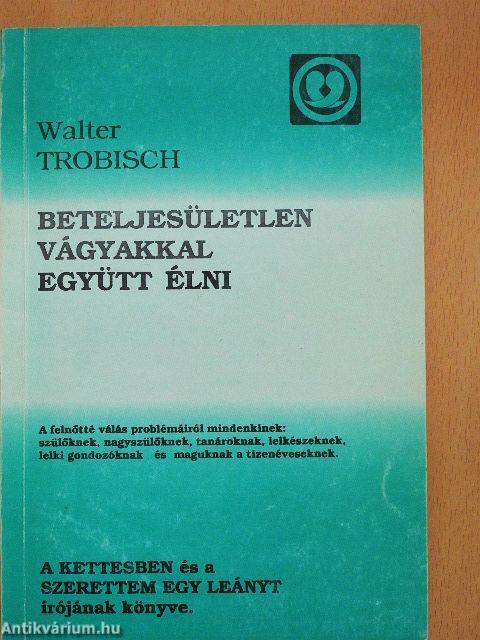 Walter
TROBISCH
BETELJESÜLETLEN
VÁGYAKKAL
EGYÜTT ÉLNI
A felnőtté válás problémáiról mindenkinek:
szülőknek, nagyszülőknek, tanároknak, lelkészeknek,
lelki gondozóknak és maguknak a tizenéveseknek.
A KETTESBEN és a
SZERETTEM EGY LEÁNYT
írójának könyve.
Antikvárium.hu